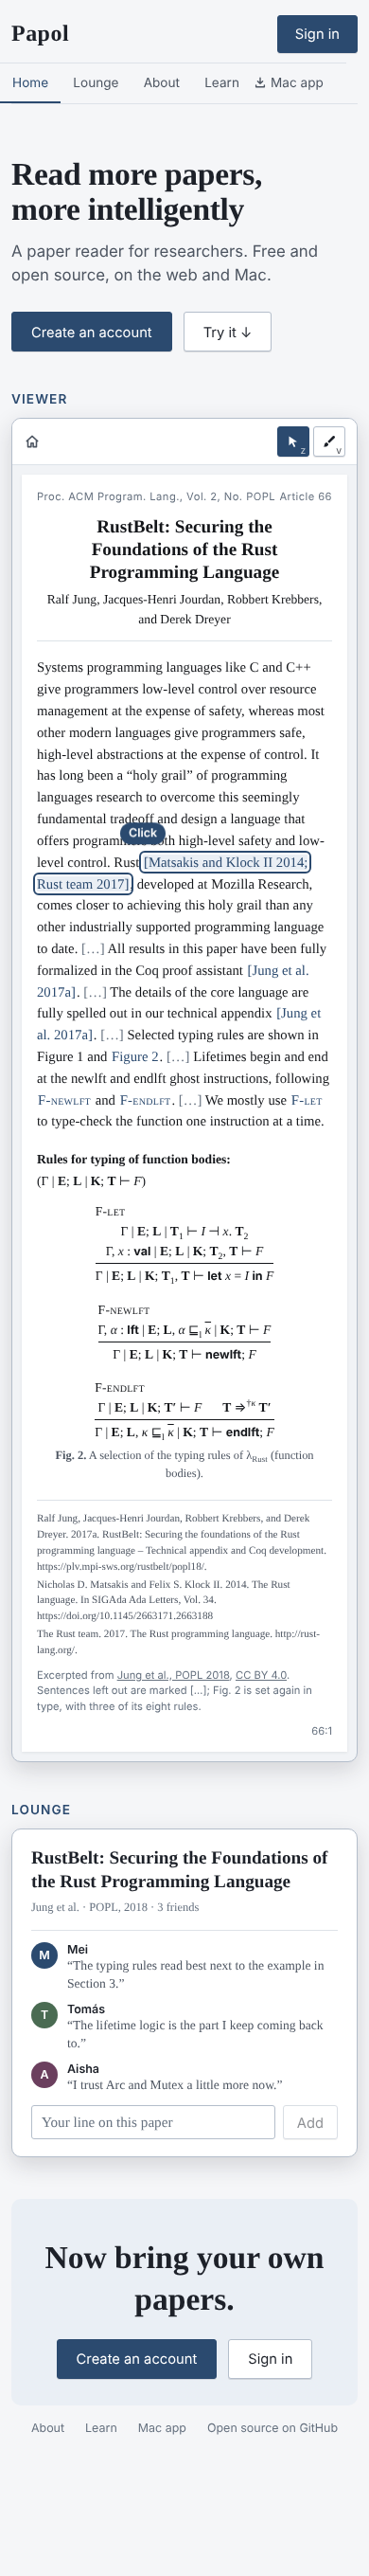 Papol
Sign in
Home Lounge About Learn Mac app
Read more papers,
more intelligently
A paper reader for researchers. Free and
open source, on the web and Mac.
Create an account Try it ↓
VIEWER
z v
Proc. ACM Program. Lang., Vol. 2, No. POPL Article 66
RustBelt: Securing the
Foundations of the Rust
Programming Language
Ralf Jung, Jacques-Henri Jourdan, Robbert Krebbers,
and Derek Dreyer
Systems programming languages like C and C++
give programmers low-level control over resource
management at the expense of safety, whereas most
other modern languages give programmers safe,
high-level abstractions at the expense of control. It
has long been a “holy grail” of programming
languages research to overcome this seemingly
fundamental tradeoff and design a language that
Click
offers programmers both high-level safety and low-
level control. Rust [Matsakis and Klock II 2014;
Rust team 2017], developed at Mozilla Research,
comes closer to achieving this holy grail than any
other industrially supported programming language
to date. […] All results in this paper have been fully
formalized in the Coq proof assistant [Jung et al.
2017a]. […] The details of the core language are
fully spelled out in our technical appendix [Jung et
al. 2017a]. […] Selected typing rules are shown in
Figure 1 and Figure 2. […] Lifetimes begin and end
at the newlft and endlft ghost instructions, following
F-NEWLFT and F-ENDLFT. […] We mostly use F-LET
to type-check the function one instruction at a time.
Rules for typing of function bodies:
(Γ | E; L | K; T ⊢ F)
F-LET
Γ | E; L | T₁ ⊢ I ⊣ x. T₂
Γ, x : val | E; L | K; T₂, T ⊢ F
Γ | E; L | K; T₁, T ⊢ let x = I in F
F-NEWLFT
Γ, α : lft | E; L, α ⊑ₗ κ̅ | K; T ⊢ F
Γ | E; L | K; T ⊢ newlft; F
F-ENDLFT
Γ | E; L | K; T′ ⊢ F T ⇒†κ T′
Γ | E; L, κ ⊑ₗ κ̅ | K; T ⊢ endlft; F
Fig. 2. A selection of the typing rules of λRust (function
bodies).
Ralf Jung, Jacques-Henri Jourdan, Robbert Krebbers, and Derek
Dreyer. 2017a. RustBelt: Securing the foundations of the Rust
programming language – Technical appendix and Coq development.
https://plv.mpi-sws.org/rustbelt/popl18/.
Nicholas D. Matsakis and Felix S. Klock II. 2014. The Rust
language. In SIGAda Ada Letters, Vol. 34.
https://doi.org/10.1145/2663171.2663188
The Rust team. 2017. The Rust programming language. http://rust-
lang.org/.
Excerpted from Jung et al., POPL 2018, CC BY 4.0.
Sentences left out are marked […]; Fig. 2 is set again in
type, with three of its eight rules.
66:1
LOUNGE
RustBelt: Securing the Foundations of
the Rust Programming Language
Jung et al. · POPL, 2018 · 3 friends
M Mei
“The typing rules read best next to the example in
Section 3.”
T Tomás
“The lifetime logic is the part I keep coming back
to.”
A Aisha
“I trust Arc and Mutex a little more now.”
Your line on this paper Add
Now bring your own
papers.
Create an account Sign in
About Learn Mac app Open source on GitHub